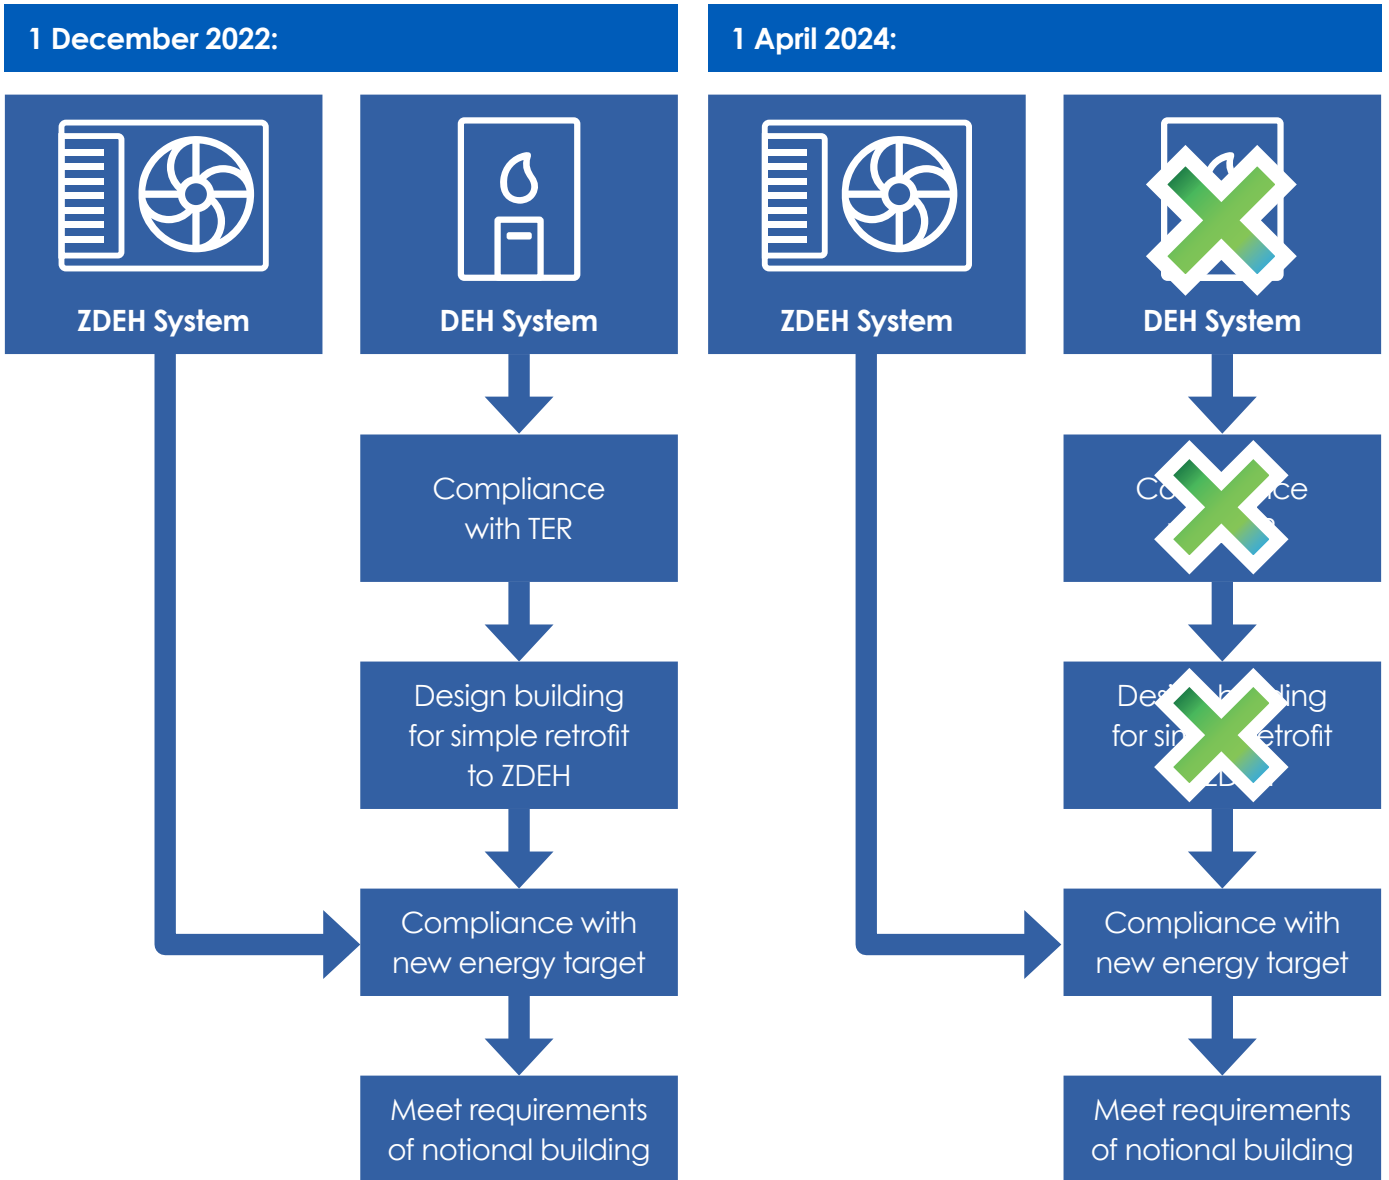 1 December 2022:
ZDEH System
DEH System
Compliance
with TER
Design building
for simple retrofit
to ZDEH
Compliance with
new energy target
Meet requirements
of notional building
1 April 2024:
ZDEH System
DEH System
for
Compliance with
new energy target
Meet requirements
of notional building